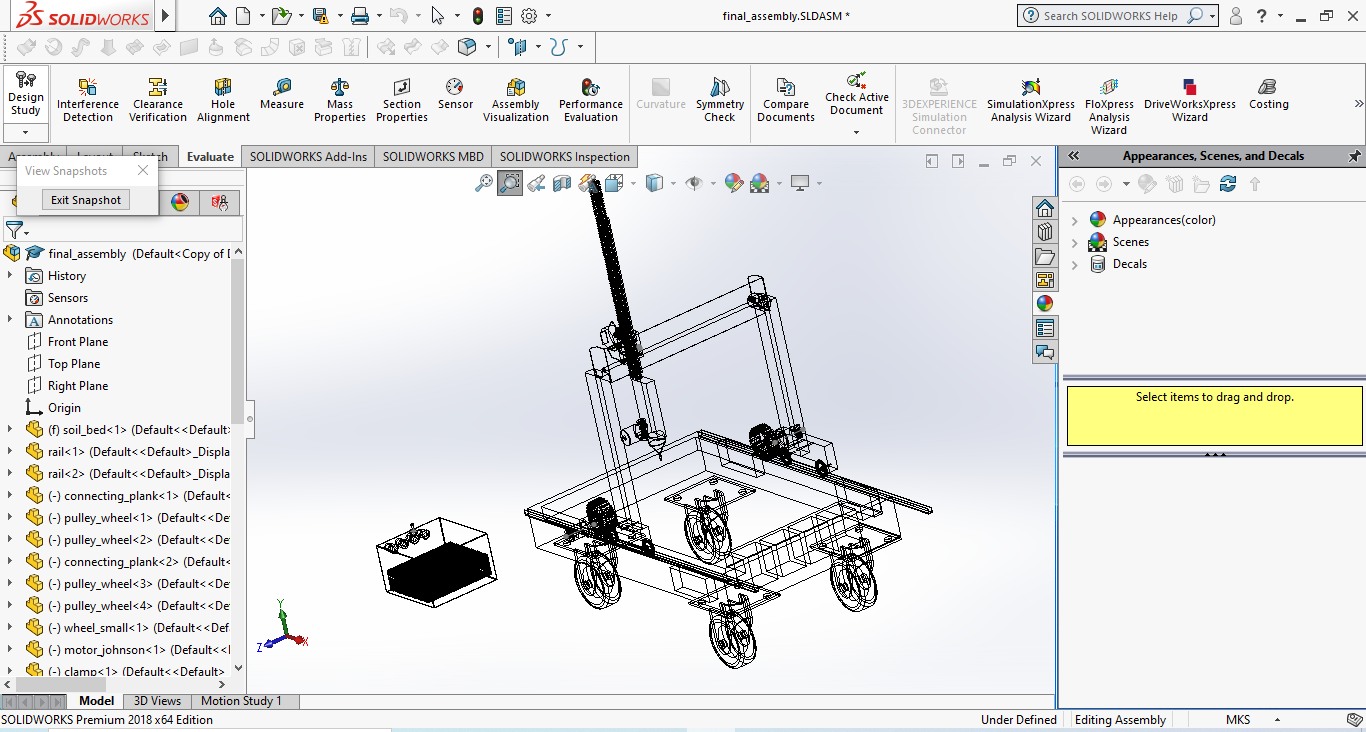 SOLIDWORKS
final_assembly.SLDASM *
Search SOLIDWORKS Help
Design Study
Interference Detection
Clearance Verification
Hole Alignment
Measure
Mass Properties
Section Properties
Sensor
Assembly Visualization
Performance Evaluation
Curvature
Symmetry Check
Compare Documents
Check Active Document
3DEXPERIENCE Simulation Connector
SimulationXpress Analysis Wizard
FloXpress Analysis Wizard
DriveWorksXpress Wizard
Costing
Evaluate
SOLIDWORKS Add-Ins
SOLIDWORKS MBD
SOLIDWORKS Inspection
View Snapshots
Exit Snapshot
final_assembly (Default<Copy of
History
Sensors
Annotations
Front Plane
Top Plane
Right Plane
Origin
(f) soil_bed<1> (Default<<Default>
rail<1> (Default<<Default>_Displa
rail<2> (Default<<Default>_Displa
(-) connecting_plank<1> (Default<
(-) pulley_wheel<1> (Default<<De
(-) pulley_wheel<2> (Default<<De
(-) connecting_plank<2> (Default<
(-) pulley_wheel<3> (Default<<De
(-) pulley_wheel<4> (Default<<De
(-) wheel_small<1> (Default<<Def
(-) motor_johnson<1> (Default<<
(-) clamp<1> (Default<<Default>
Y
Z
X
Appearances, Scenes, and Decals
Appearances(color)
Scenes
Decals
Select items to drag and drop.
Model
3D Views
Motion Study 1
SOLIDWORKS Premium 2018 x64 Edition
Under Defined
Editing Assembly
MKS